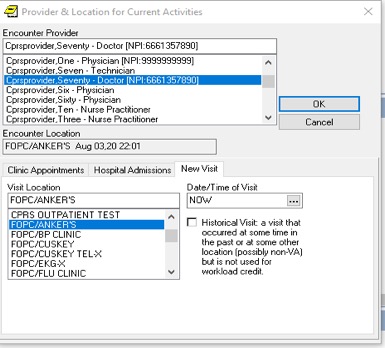 Provider & Location for Current Activities
Encounter Provider
Cprsprovider,Seventy - Doctor [NPI:6661357890]
Cprsprovider,One - Physician [NPI:9999999999]
Cprsprovider,Seven - Technician
Cprsprovider,Seventy - Doctor [NPI:6661357890]
Cprsprovider,Six - Physician
Cprsprovider,Sixty - Physician
Cprsprovider,Ten - Nurse Practitioner
Cprsprovider,Three - Nurse Practitioner
OK
Cancel
Encounter Location
FOPC/ANKER'S Aug 03,20 22:01
Clinic Appointments Hospital Admissions New Visit
Visit Location
FOPC/ANKER'S
CPRS OUTPATIENT TEST
FOPC/ANKER'S
FOPC/BP CLINIC
FOPC/CUSKEY
FOPC/CUSKEY TEL-X
FOPC/EKG-X
FOPC/FLU CLINIC
Date/Time of Visit
NOW ...
Historical Visit: a visit that
occurred at some time in
the past or at some other
location (possibly non-VA)
but is not used for
workload credit.